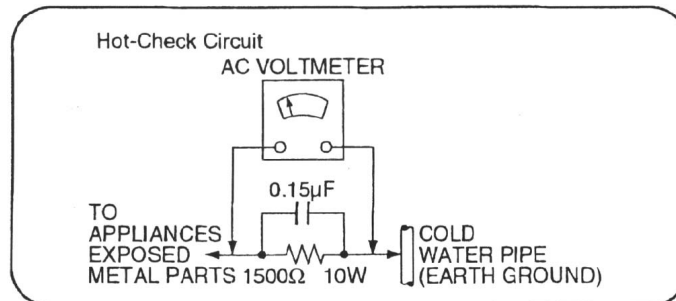 Hot-Check Circuit
AC VOLTMETER
0.15µF
TO
APPLIANCES
EXPOSED
METAL PARTS
1500Ω 10W
COLD
WATER PIPE
(EARTH GROUND)